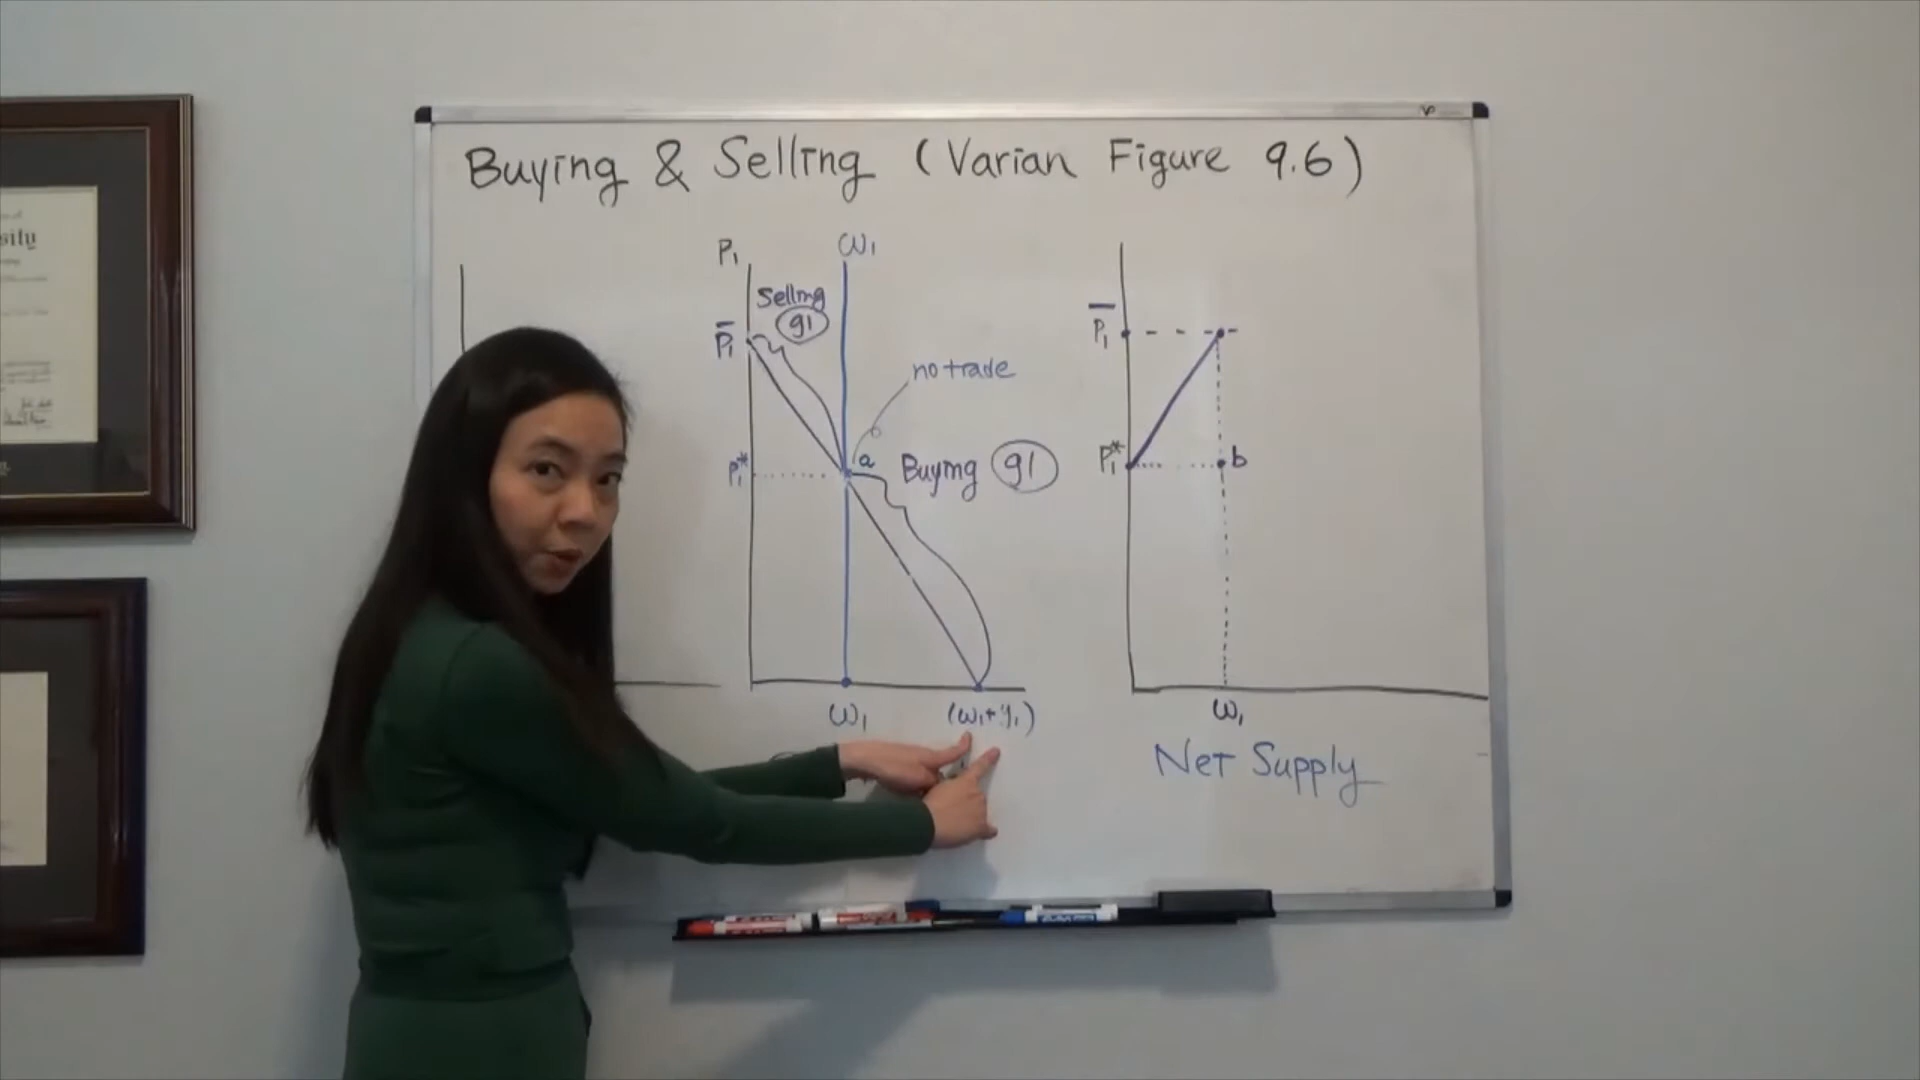 Buying & Selling (Varian Figure 9.6)
P₁
ω₁
Selling
g1
P̅₁
no trade
P₁*
a
Buying g1
ω₁
(ω₁+y₁)
P̅₁
P₁*
b
ω₁
Net Supply
sity